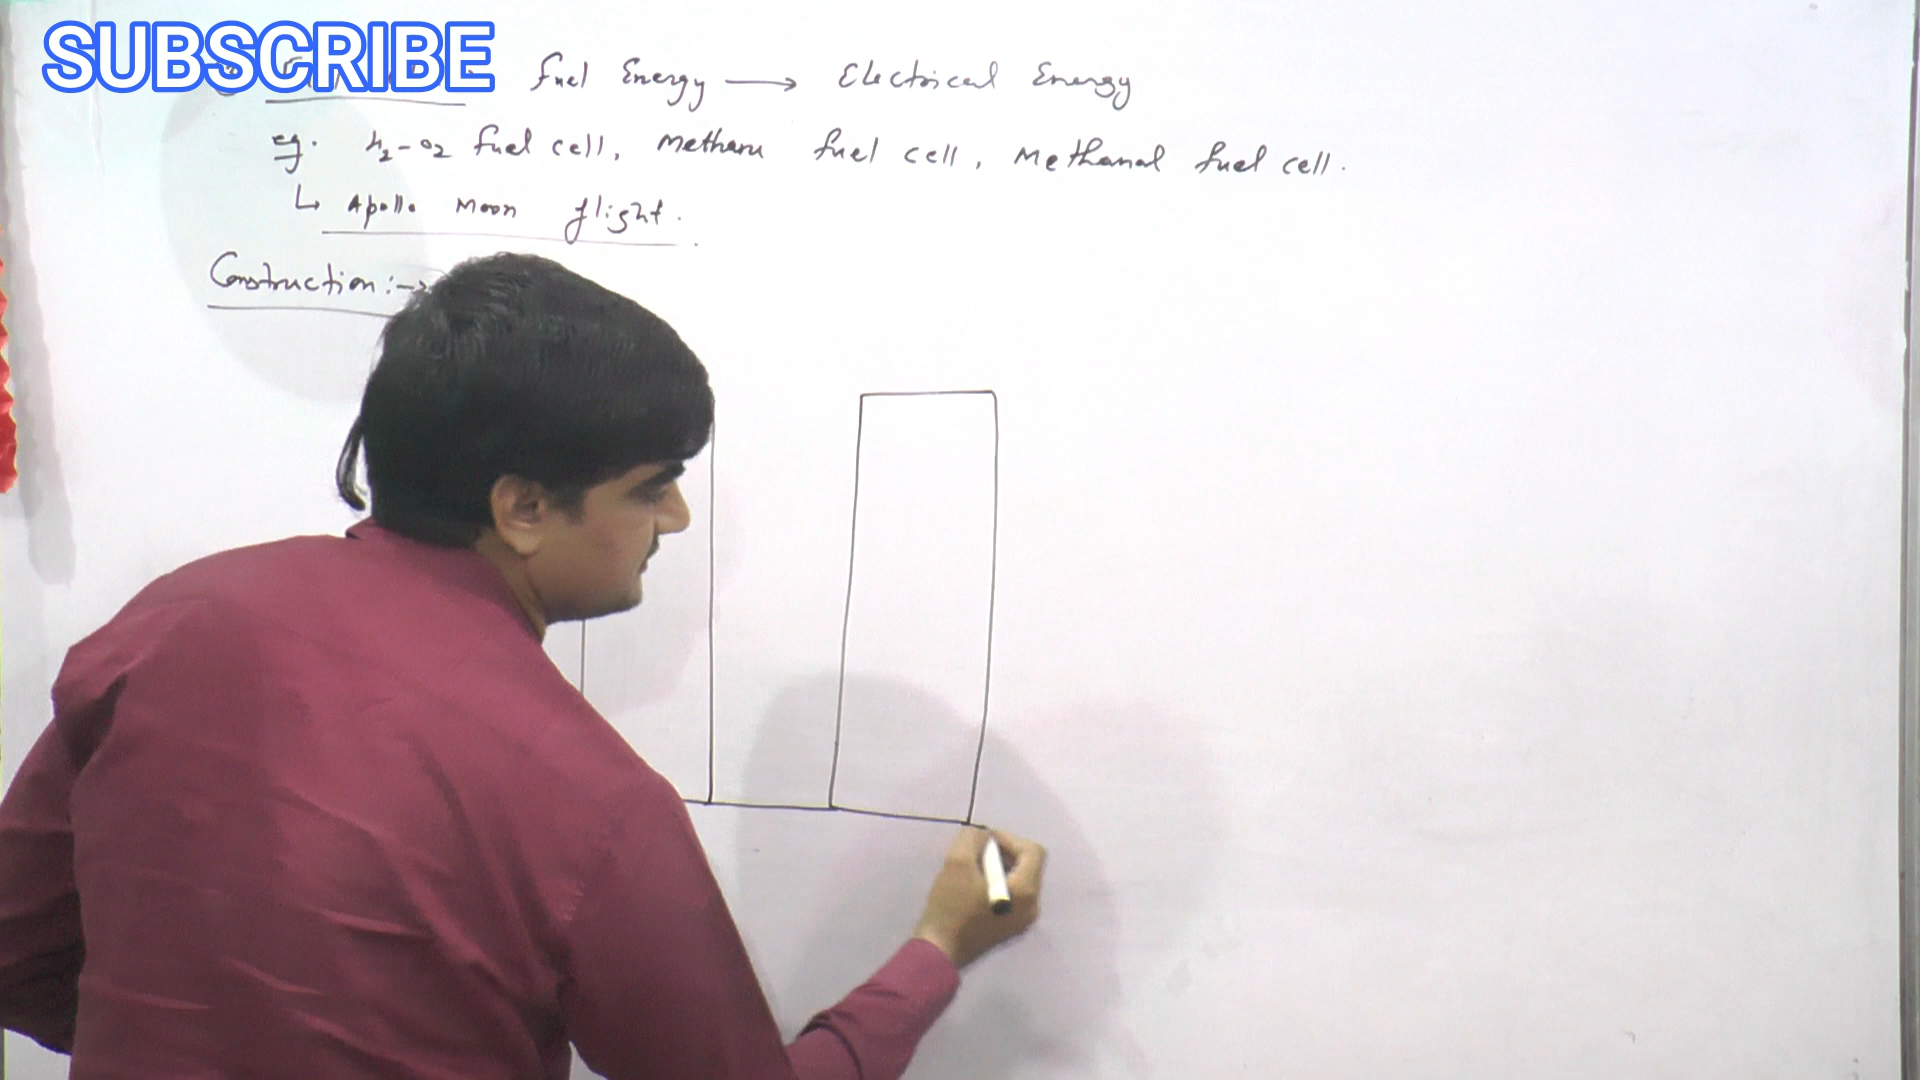 SUBSCRIBE
fuel Energy → Electrical Energy
eg. H2-O2 fuel cell, Methane fuel cell, Methanol fuel cell.
↳ Apollo Moon flight.
Construction :→